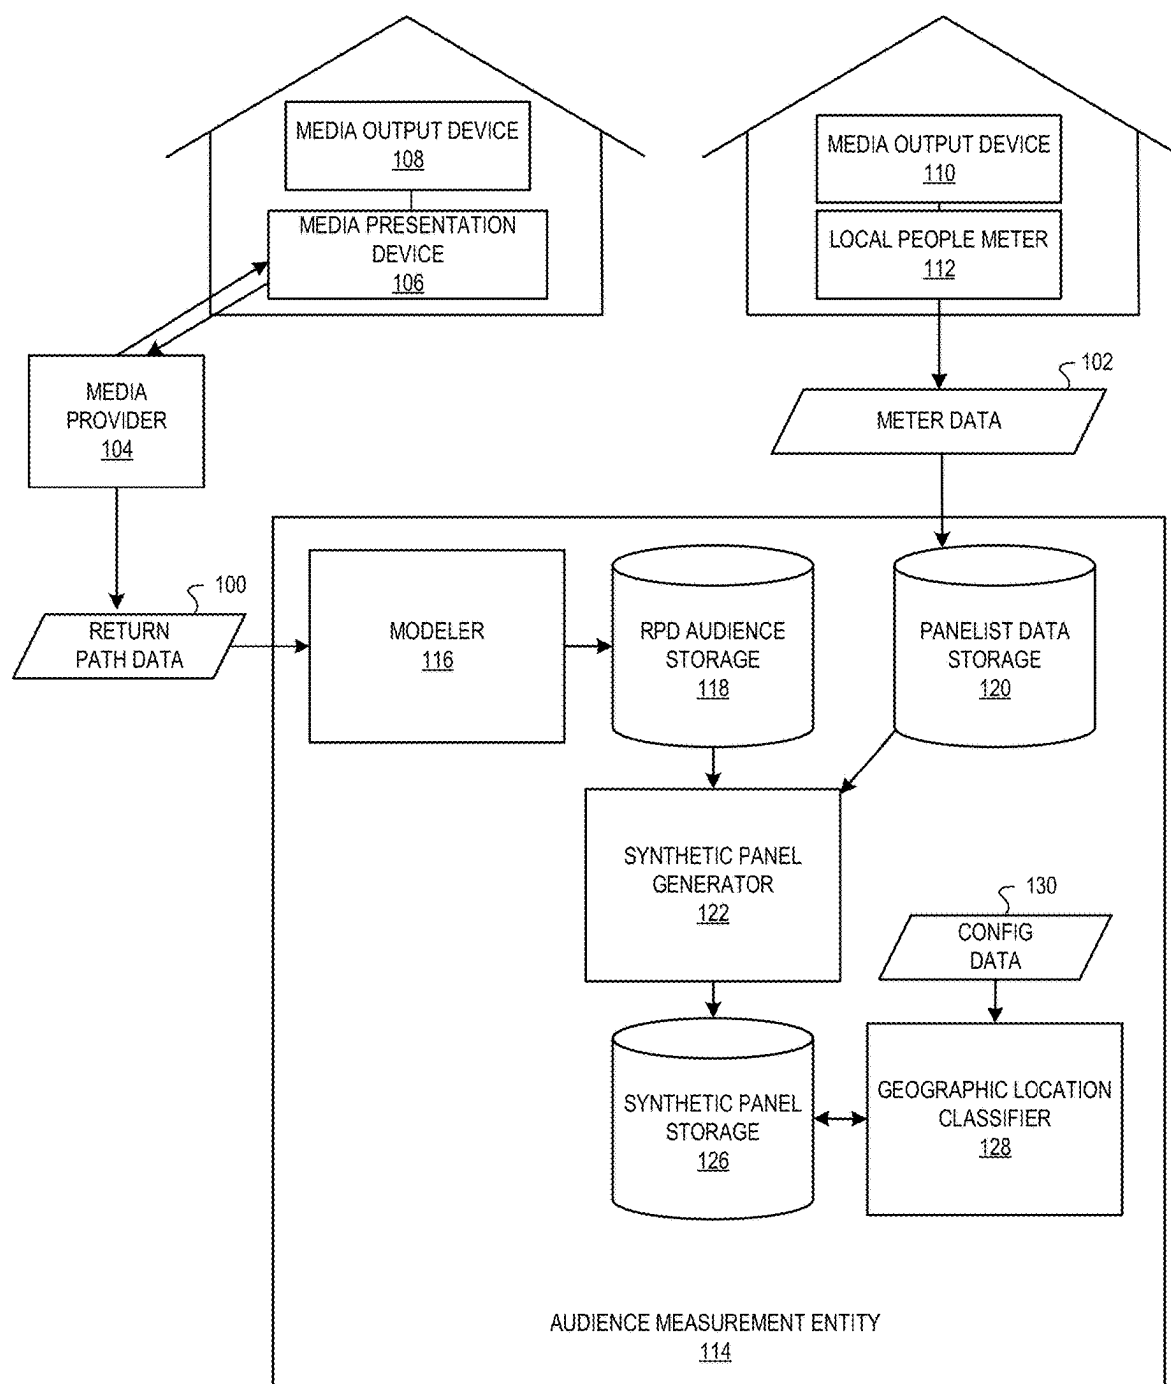 MEDIA OUTPUT DEVICE
108
MEDIA PRESENTATION
DEVICE
106
MEDIA OUTPUT DEVICE
110
LOCAL PEOPLE METER
112
MEDIA
PROVIDER
104
102
METER DATA
100
RETURN
PATH DATA
MODELER
116
RPD AUDIENCE
STORAGE
118
PANELIST DATA
STORAGE
120
SYNTHETIC PANEL
GENERATOR
122
130
CONFIG
DATA
SYNTHETIC PANEL
STORAGE
126
GEOGRAPHIC LOCATION
CLASSIFIER
128
AUDIENCE MEASUREMENT ENTITY
114